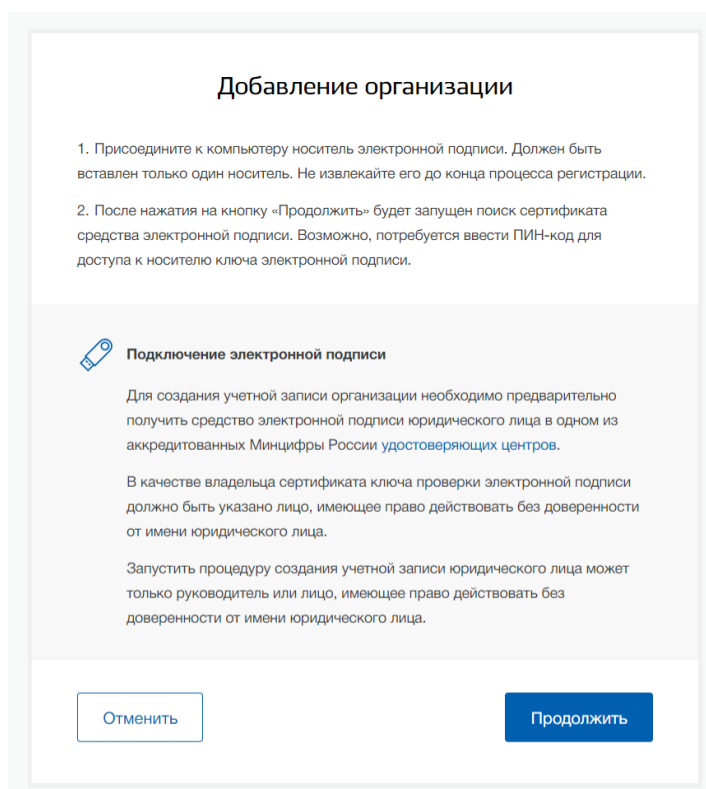 Добавление организации
1. Присоедините к компьютеру носитель электронной подписи. Должен быть
вставлен только один носитель. Не извлекайте его до конца процесса регистрации.
2. После нажатия на кнопку «Продолжить» будет запущен поиск сертификата
средства электронной подписи. Возможно, потребуется ввести ПИН-код для
доступа к носителю ключа электронной подписи.
Подключение электронной подписи
Для создания учетной записи организации необходимо предварительно
получить средство электронной подписи юридического лица в одном из
аккредитованных Минцифры России удостоверяющих центров.
В качестве владельца сертификата ключа проверки электронной подписи
должно быть указано лицо, имеющее право действовать без доверенности
от имени юридического лица.
Запустить процедуру создания учетной записи юридического лица может
только руководитель или лицо, имеющее право действовать без
доверенности от имени юридического лица.
Отменить
Продолжить